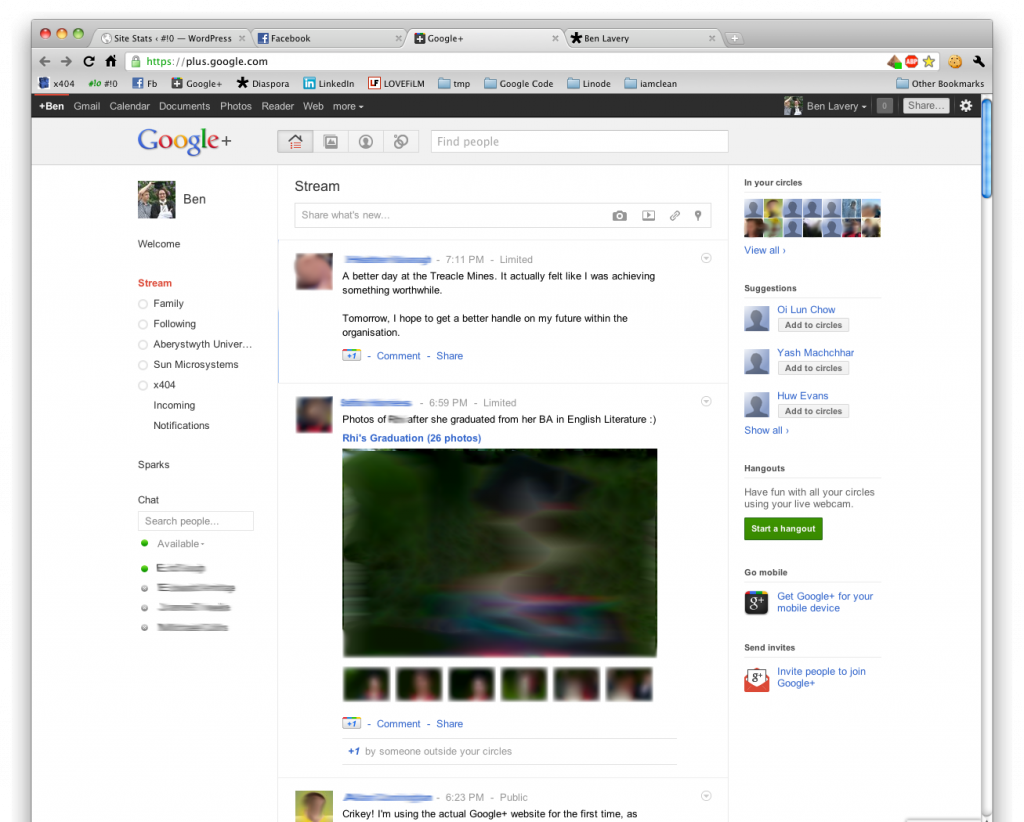 Site Stats ‹ #!0 — WordPress
Facebook
Google+
Ben Lavery
https://plus.google.com
ABP
x404
#!o #!0
Fb
Google+
Diaspora
LinkedIn
LF LOVEFiLM
tmp
Google Code
Linode
iamclean
Other Bookmarks
+Ben Gmail Calendar Documents Photos Reader Web more
Ben Lavery
0
Share...
Google+
Find people
Ben
Welcome
Stream
Family
Following
Aberystwyth Univer...
Sun Microsystems
x404
Incoming
Notifications
Sparks
Chat
Search people...
Available
Stream
Share what's new...
- 7:11 PM - Limited
A better day at the Treacle Mines. It actually felt like I was achieving
something worthwhile.
Tomorrow, I hope to get a better handle on my future within the
organisation.
+1 - Comment - Share
- 6:59 PM - Limited
Photos of after she graduated from her BA in English Literature :)
Rhi's Graduation (26 photos)
+1 - Comment - Share
+1 by someone outside your circles
- 6:23 PM - Public
Crikey! I'm using the actual Google+ website for the first time, as
In your circles
View all ›
Suggestions
Oi Lun Chow
Add to circles
Yash Machchhar
Add to circles
Huw Evans
Add to circles
Show all ›
Hangouts
Have fun with all your circles
using your live webcam.
Start a hangout
Go mobile
g+
Get Google+ for your
mobile device
Send invites
g+
Invite people to join
Google+